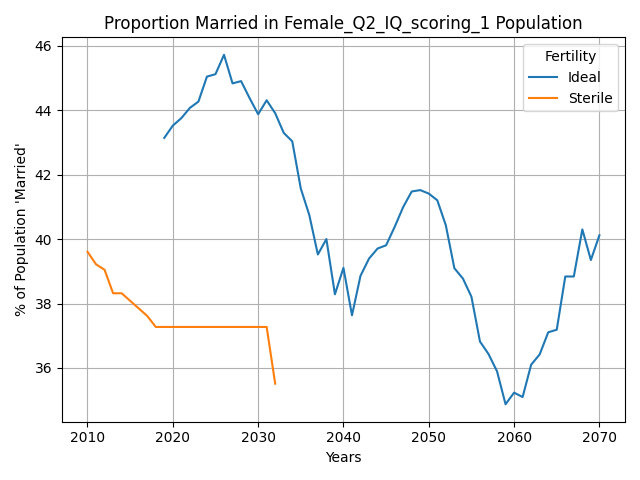 Proportion Married in Female_Q2_IQ_scoring_1 Population
Fertility
Ideal
Sterile
% of Population 'Married'
46
44
42
40
38
36
2010 2020 2030 2040 2050 2060 2070
Years